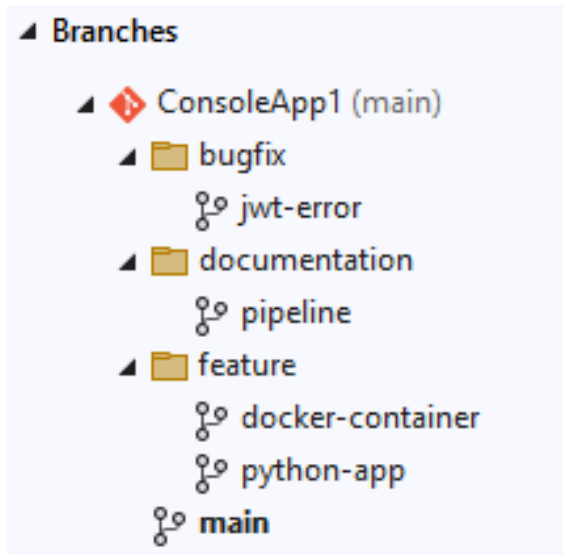 Branches
ConsoleApp1 (main)
bugfix
jwt-error
documentation
pipeline
feature
docker-container
python-app
main